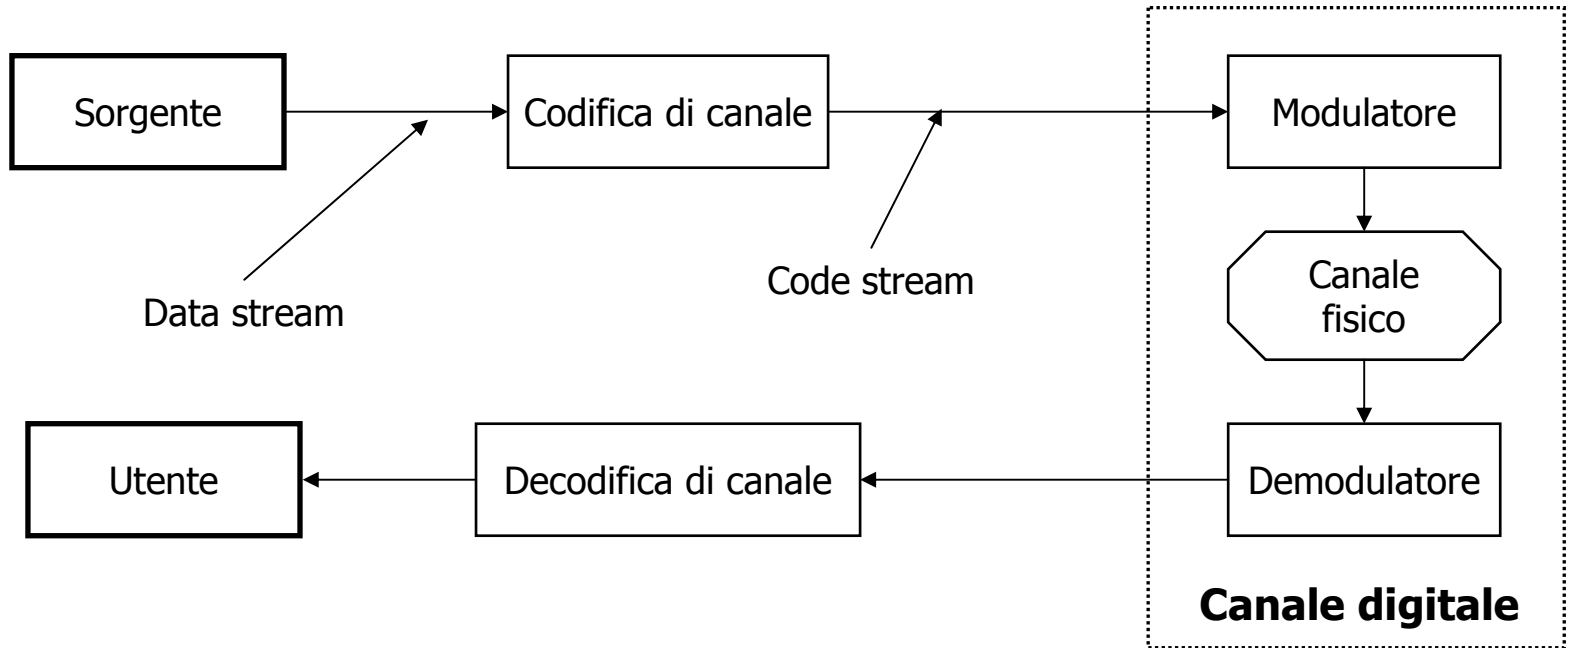 Sorgente
Codifica di canale
Modulatore
Data stream
Code stream
Canale
fisico
Utente
Decodifica di canale
Demodulatore
Canale digitale